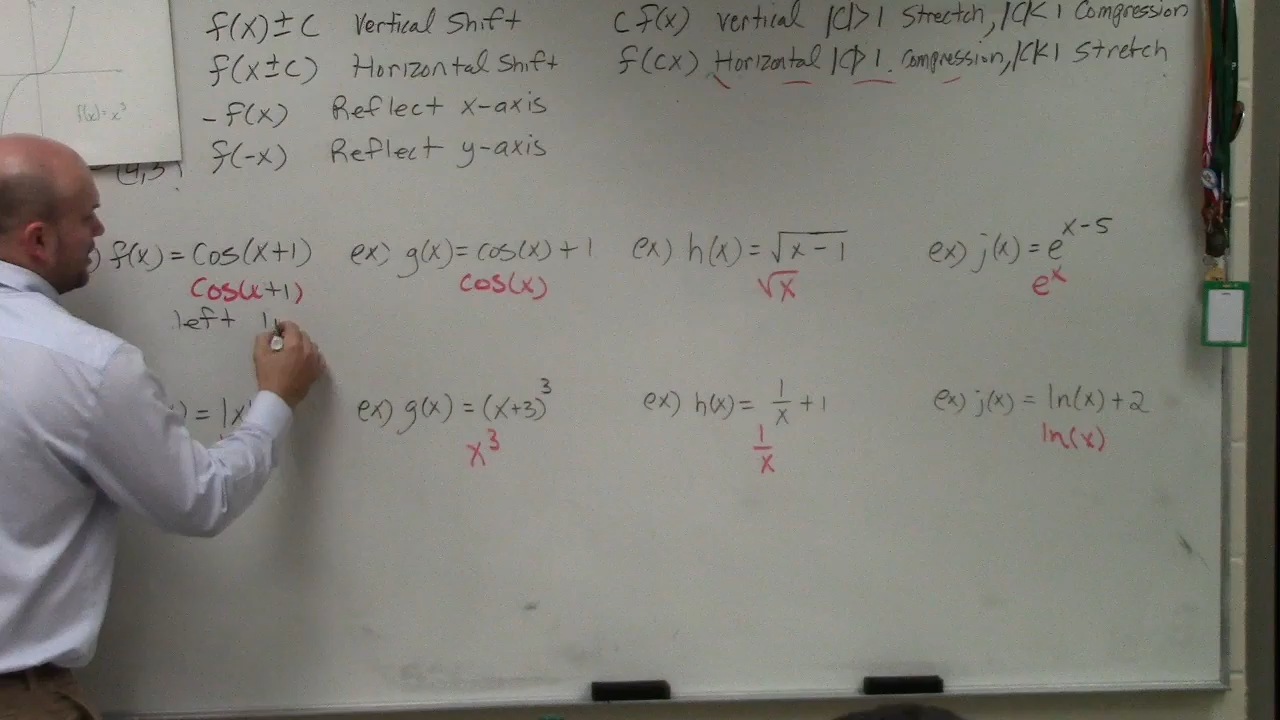 f(x) ± c Vertical Shift
f(x±c) Horizontal Shift
-f(x) Reflect x-axis
f(-x) Reflect y-axis
c f(x) vertical |c|>1 Stretch, |c|<1 Compression
f(cx) Horizontal |c|>1. Compression, |c|<1 Stretch
f(x)=x³
(4,3
) f(x) = Cos(x+1)
Cos(x+1)
left 1
ex) g(x) = cos(x) + 1
cos(x)
ex) h(x) = √x-1
√x
ex) j(x) = e^x-5
e^x
) = |x|
ex) g(x) = (x+3)³
x³
ex) h(x) = 1/x + 1
1/x
ex) j(x) = ln(x) + 2
ln(x)